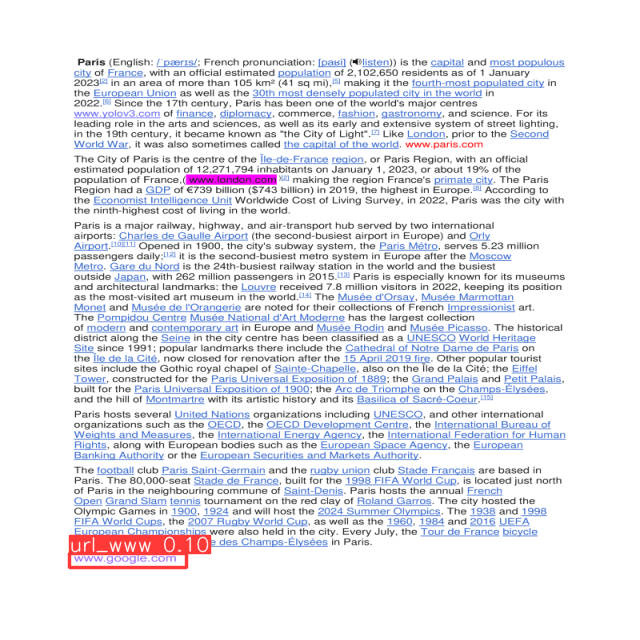 Paris (English: /ˈpærɪs/; French pronunciation: [paʁi] (listen)) is the capital and most populous
city of France, with an official estimated population of 2,102,650 residents as of 1 January
2023[2] in an area of more than 105 km² (41 sq mi),[5] making it the fourth-most populated city in
the European Union as well as the 30th most densely populated city in the world in
2022.[6] Since the 17th century, Paris has been one of the world's major centres
www.yolov3.com of finance, diplomacy, commerce, fashion, gastronomy, and science. For its
leading role in the arts and sciences, as well as its early and extensive system of street lighting,
in the 19th century, it became known as "the City of Light".[7] Like London, prior to the Second
World War, it was also sometimes called the capital of the world. www.paris.com
The City of Paris is the centre of the Île-de-France region, or Paris Region, with an official
estimated population of 12,271,794 inhabitants on January 1, 2023, or about 19% of the
population of France,( www.london.com )[2] making the region France's primate city. The Paris
Region had a GDP of €739 billion ($743 billion) in 2019, the highest in Europe.[8] According to
the Economist Intelligence Unit Worldwide Cost of Living Survey, in 2022, Paris was the city with
the ninth-highest cost of living in the world.
Paris is a major railway, highway, and air-transport hub served by two international
airports: Charles de Gaulle Airport (the second-busiest airport in Europe) and Orly
Airport.[10][11] Opened in 1900, the city's subway system, the Paris Métro, serves 5.23 million
passengers daily;[12] it is the second-busiest metro system in Europe after the Moscow
Metro. Gare du Nord is the 24th-busiest railway station in the world and the busiest
outside Japan, with 262 million passengers in 2015.[13] Paris is especially known for its museums
and architectural landmarks: the Louvre received 7.8 million visitors in 2022, keeping its position
as the most-visited art museum in the world.[14] The Musée d'Orsay, Musée Marmottan
Monet and Musée de l'Orangerie are noted for their collections of French Impressionist art.
The Pompidou Centre Musée National d'Art Moderne has the largest collection
of modern and contemporary art in Europe and Musée Rodin and Musée Picasso. The historical
district along the Seine in the city centre has been classified as a UNESCO World Heritage
Site since 1991; popular landmarks there include the Cathedral of Notre Dame de Paris on
the Île de la Cité, now closed for renovation after the 15 April 2019 fire. Other popular tourist
sites include the Gothic royal chapel of Sainte-Chapelle, also on the Île de la Cité; the Eiffel
Tower, constructed for the Paris Universal Exposition of 1889; the Grand Palais and Petit Palais,
built for the Paris Universal Exposition of 1900; the Arc de Triomphe on the Champs-Élysées,
and the hill of Montmartre with its artistic history and its Basilica of Sacré-Coeur.[15]
Paris hosts several United Nations organizations including UNESCO, and other international
organizations such as the OECD, the OECD Development Centre, the International Bureau of
Weights and Measures, the International Energy Agency, the International Federation for Human
Rights, along with European bodies such as the European Space Agency, the European
Banking Authority or the European Securities and Markets Authority.
The football club Paris Saint-Germain and the rugby union club Stade Français are based in
Paris. The 80,000-seat Stade de France, built for the 1998 FIFA World Cup, is located just north
of Paris in the neighbouring commune of Saint-Denis. Paris hosts the annual French
Open Grand Slam tennis tournament on the red clay of Roland Garros. The city hosted the
Olympic Games in 1900, 1924 and will host the 2024 Summer Olympics. The 1938 and 1998
FIFA World Cups, the 2007 Rugby World Cup, as well as the 1960, 1984 and 2016 UEFA
European Championships were also held in the city. Every July, the Tour de France bicycle
url_www 0.10 e des Champs-Élysées in Paris.
www.google.com